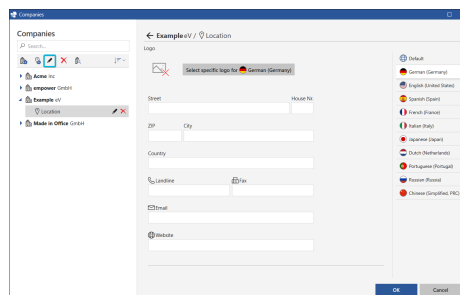 Companies
Companies
Search...
Acme Inc
empower GmbH
Example eV
Location
Made in Office GmbH
Example eV / Location
Logo
Select specific logo for German (Germany)
Street House Nr.
ZIP City
Country
Landline Fax
Email
Website
Default
German (Germany)
English (United States)
Spanish (Spain)
French (France)
Italian (Italy)
Japanese (Japan)
Dutch (Netherlands)
Portuguese (Portugal)
Russian (Russia)
Chinese (Simplified, PRC)
OK Cancel